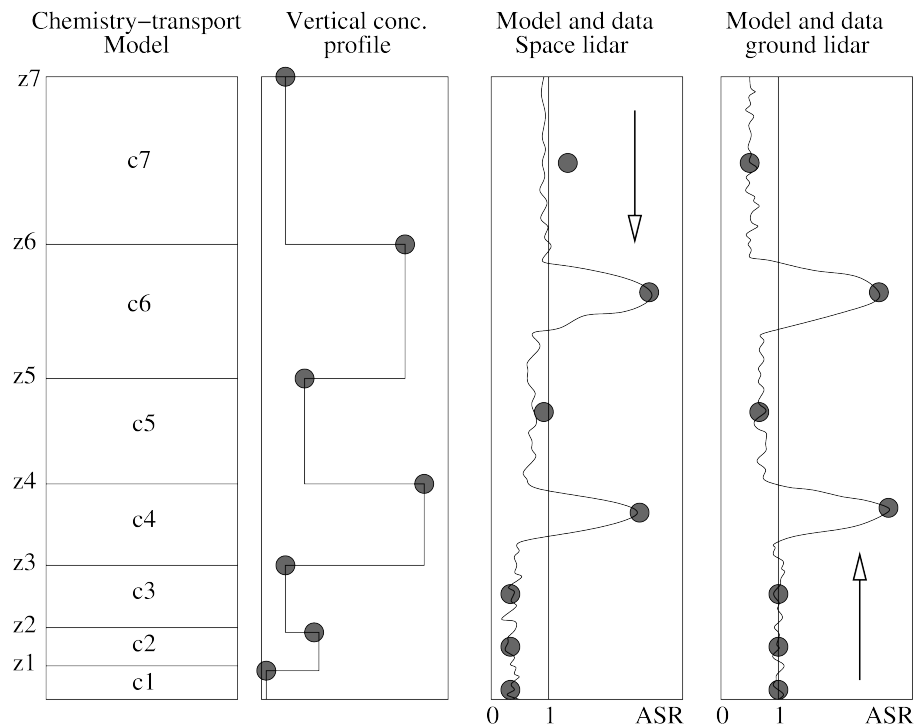 Chemistry−transport
Model
Vertical conc.
profile
Model and data
Space lidar
Model and data
ground lidar
z7
c7
z6
c6
z5
c5
z4
c4
z3
c3
z2
c2
z1
c1
0
1
ASR
0
1
ASR